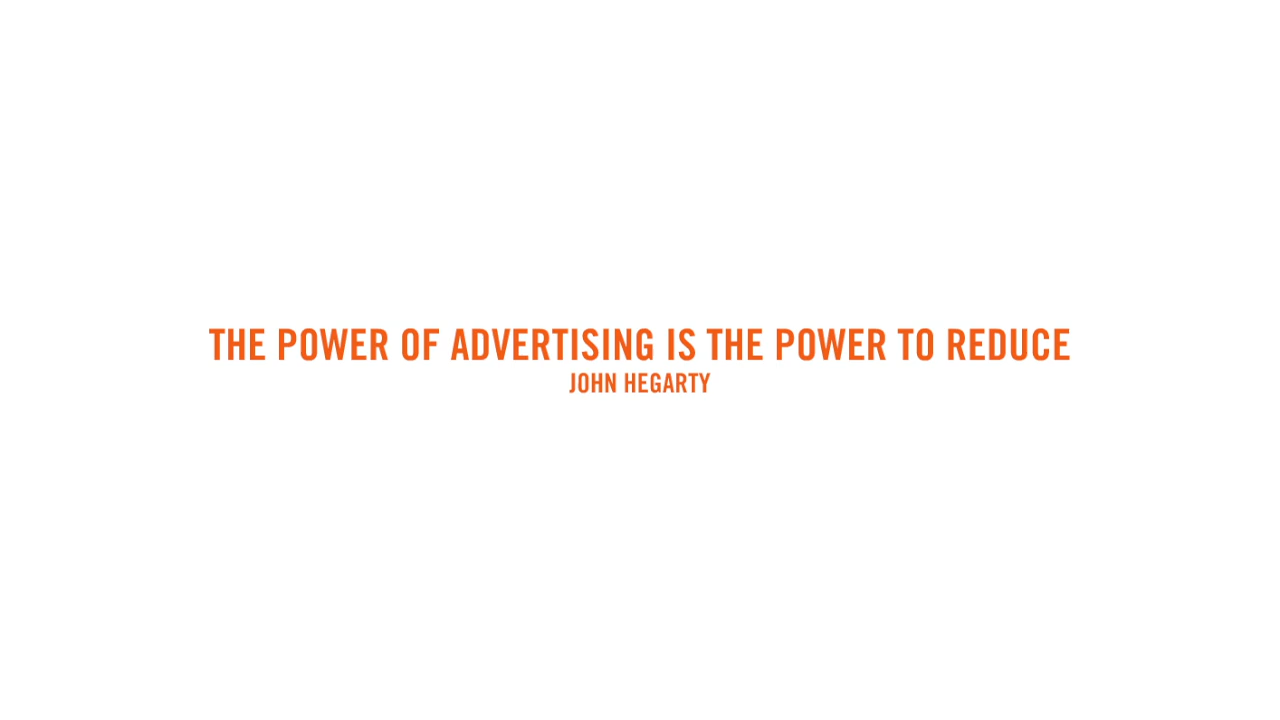 THE POWER OF ADVERTISING IS THE POWER TO REDUCE
JOHN HEGARTY